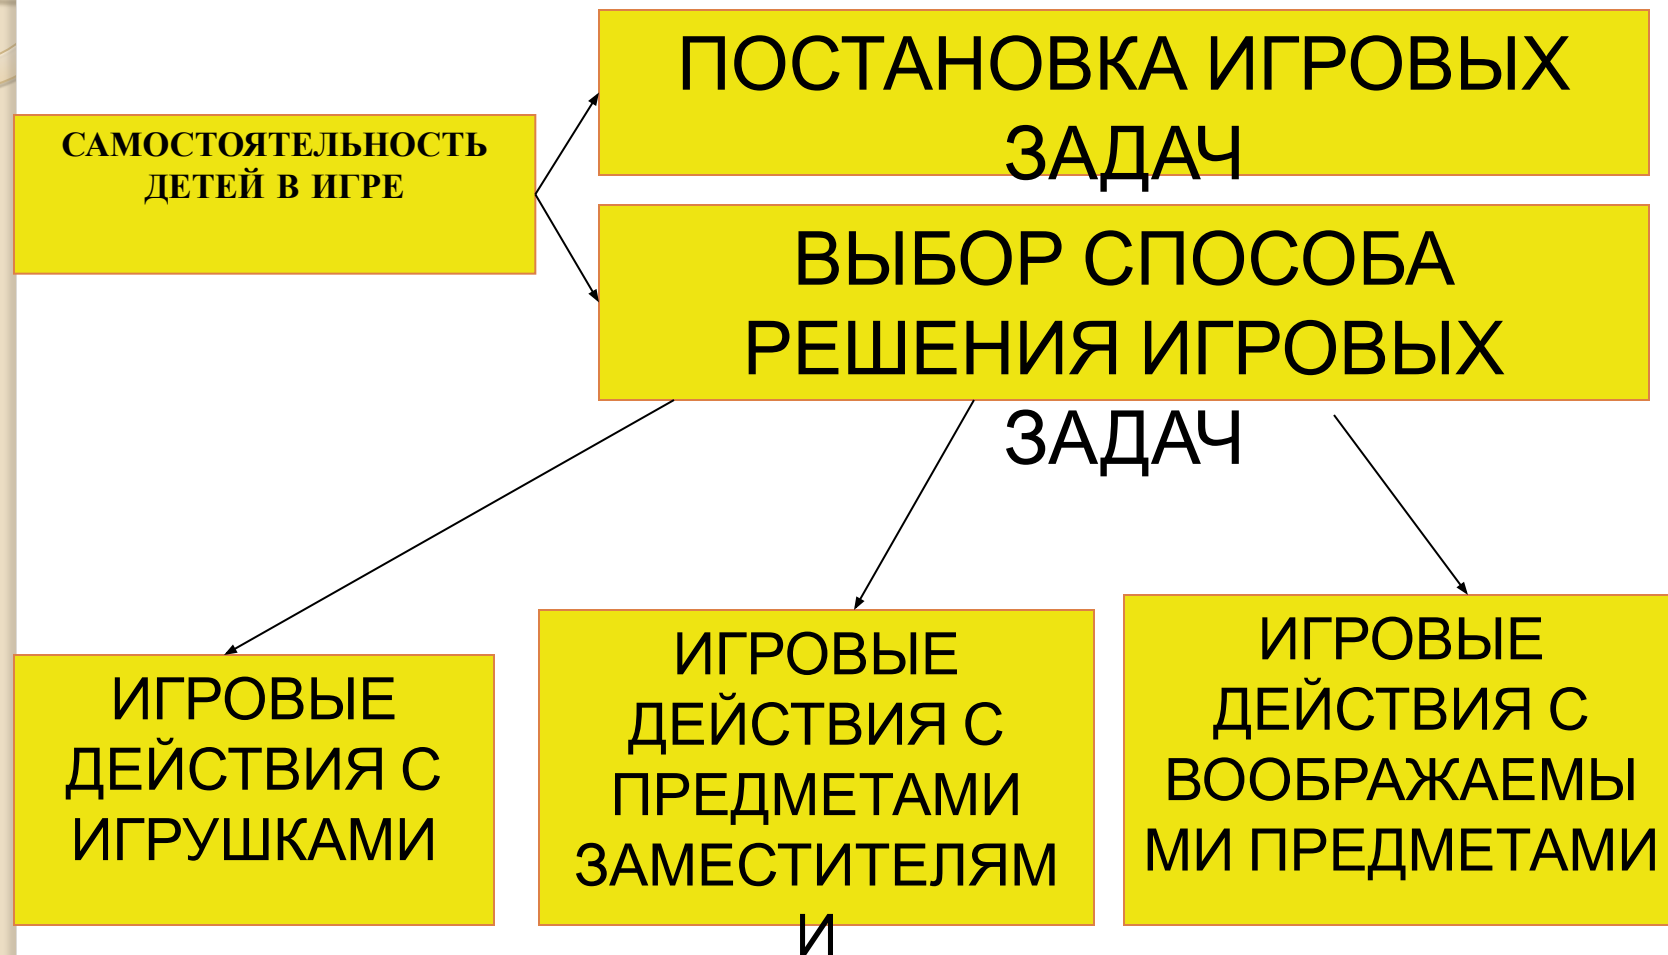 САМОСТОЯТЕЛЬНОСТЬ
ДЕТЕЙ В ИГРЕ
ПОСТАНОВКА ИГРОВЫХ
ЗАДАЧ
ВЫБОР СПОСОБА
РЕШЕНИЯ ИГРОВЫХ
ЗАДАЧ
ИГРОВЫЕ
ДЕЙСТВИЯ С
ИГРУШКАМИ
ИГРОВЫЕ
ДЕЙСТВИЯ С
ПРЕДМЕТАМИ
ЗАМЕСТИТЕЛЯМ
И
ИГРОВЫЕ
ДЕЙСТВИЯ С
ВООБРАЖАЕМЫ
МИ ПРЕДМЕТАМИ